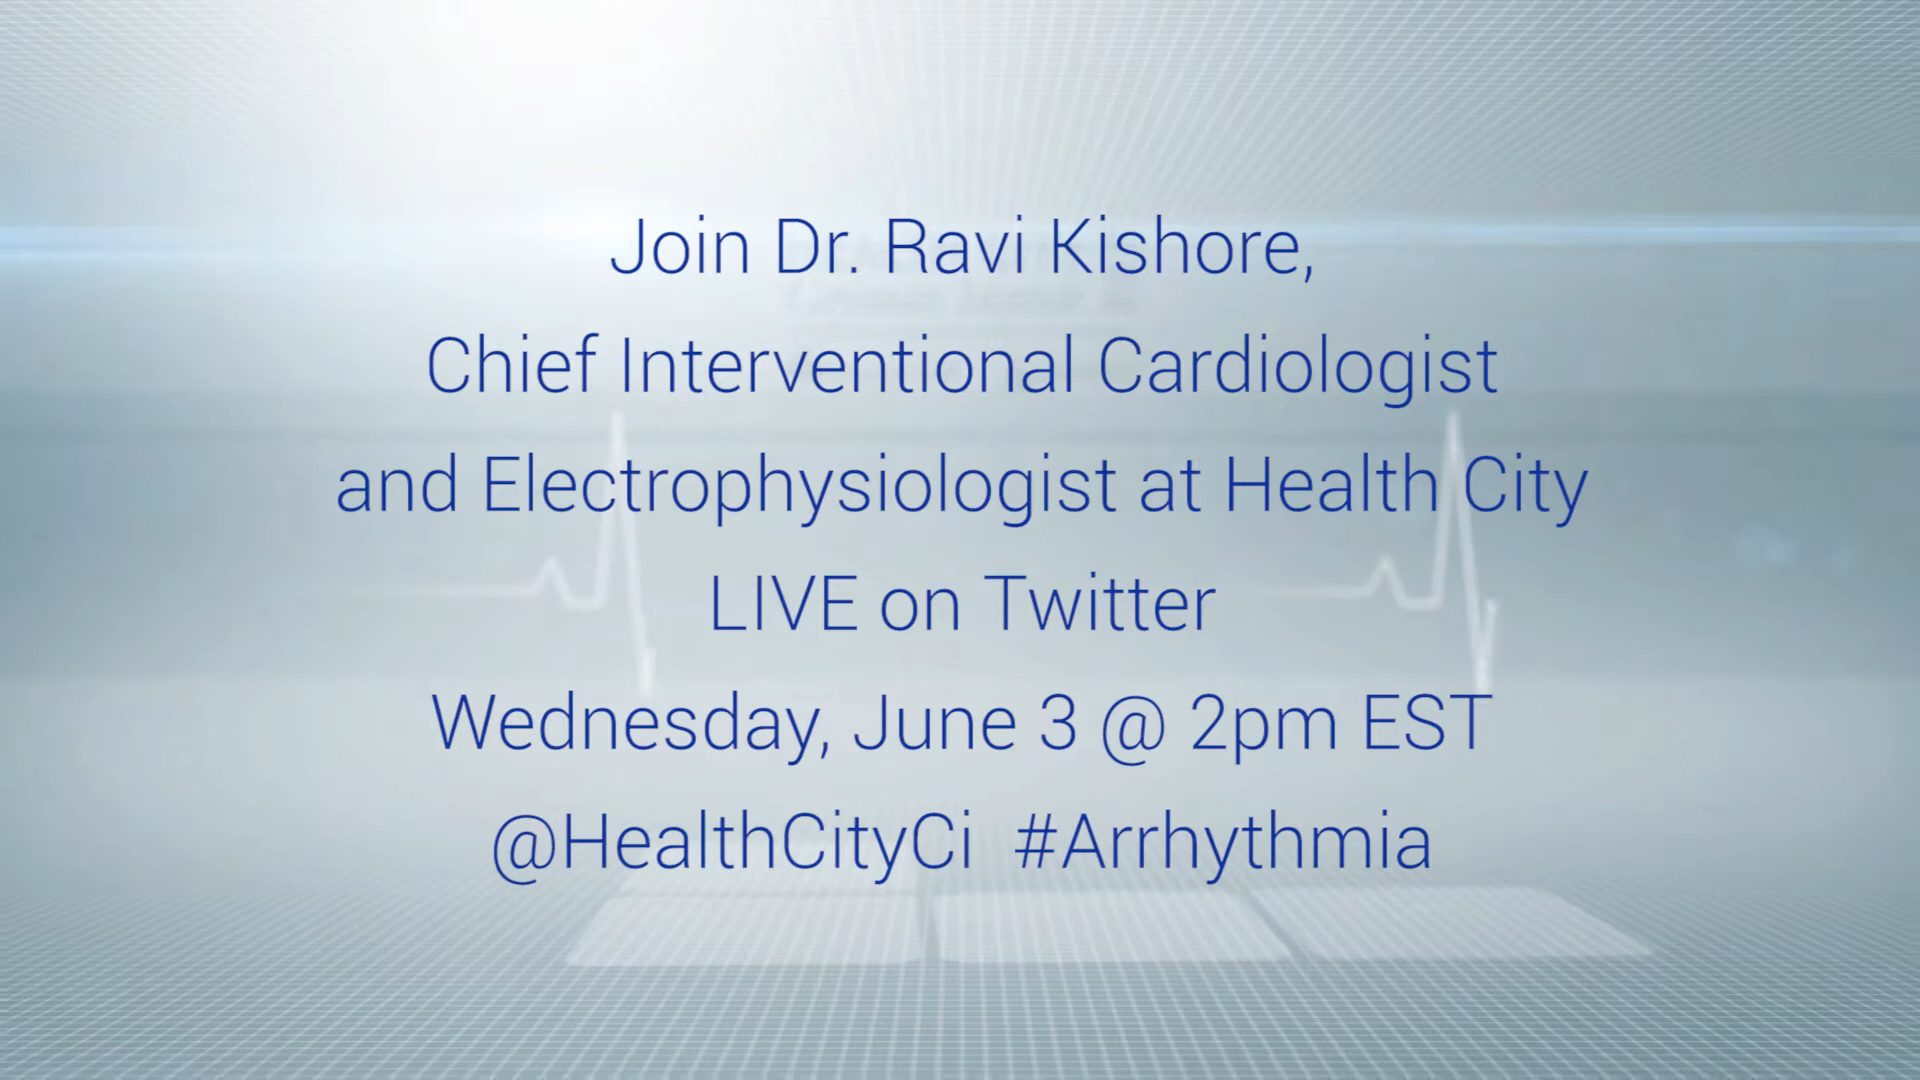 Join Dr. Ravi Kishore,
Chief Interventional Cardiologist
and Electrophysiologist at Health City
LIVE on Twitter
Wednesday, June 3 @ 2pm EST
@HealthCityCi #Arrhythmia